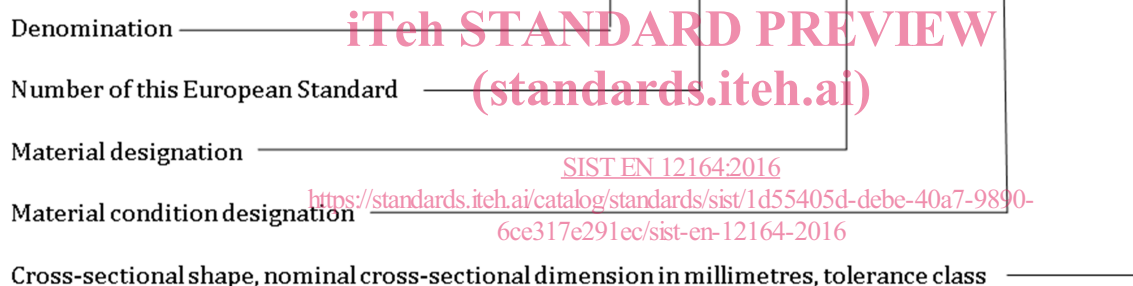 Denomination
iTeh STANDARD PREVIEW
Number of this European Standard
(standards.iteh.ai)
Material designation
SIST EN 12164:2016
https://standards.iteh.ai/catalog/standards/sist/1d55405d-debe-40a7-9890-
Material condition designation
6ce317e291ec/sist-en-12164-2016
Cross-sectional shape, nominal cross-sectional dimension in millimetres, tolerance class